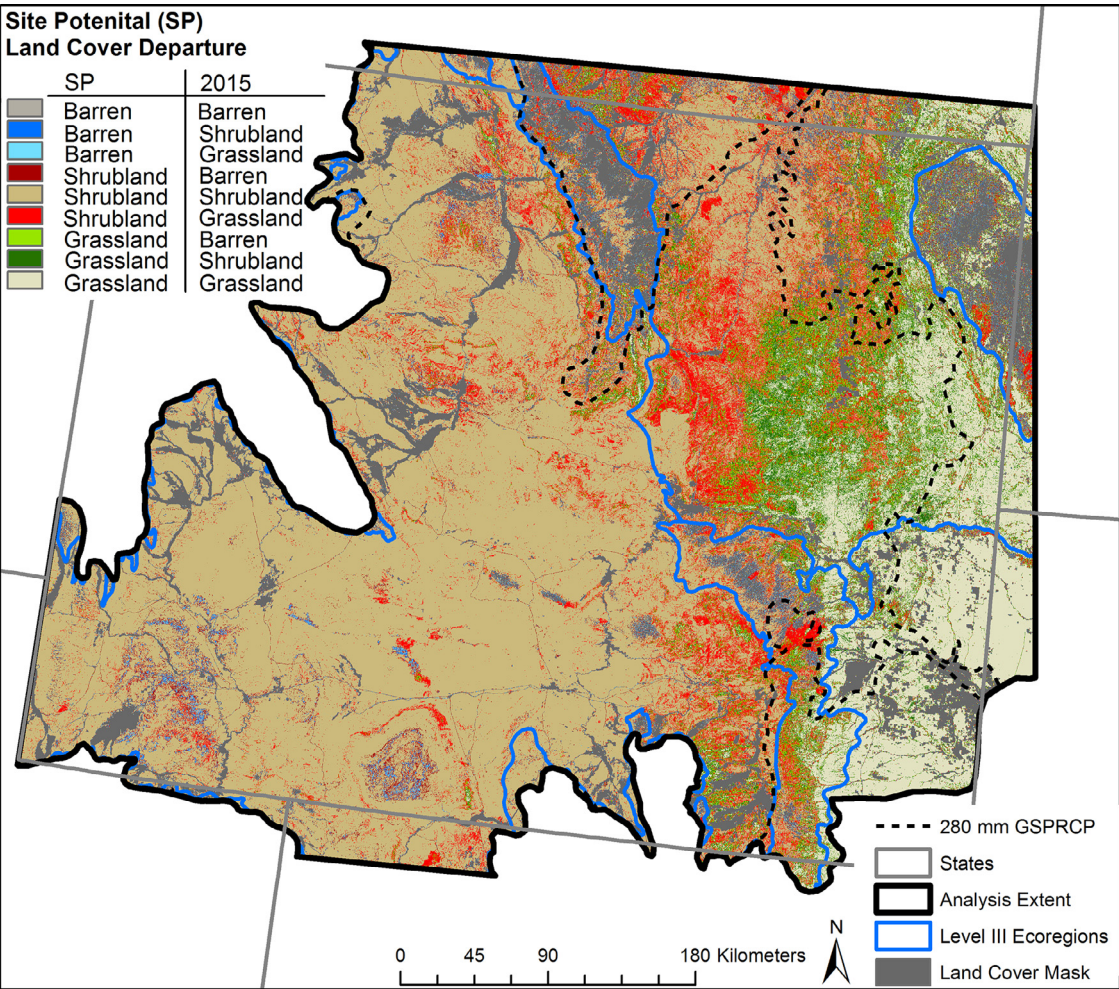 Site Potenital (SP)
Land Cover Departure
SP 2015
Barren Barren
Barren Shrubland
Barren Grassland
Shrubland Barren
Shrubland Shrubland
Shrubland Grassland
Grassland Barren
Grassland Shrubland
Grassland Grassland
280 mm GSPRCP
States
Analysis Extent
Level III Ecoregions
Land Cover Mask
N
0 45 90 180 Kilometers